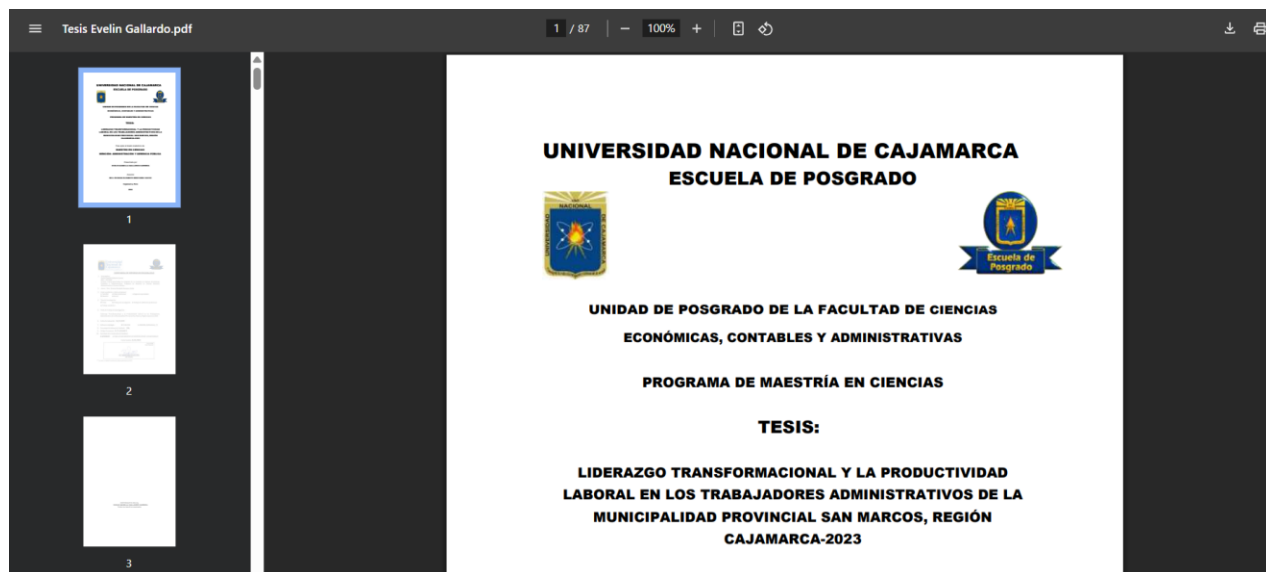 Tesis Evelin Gallardo.pdf
1 / 87
100%
1
2
3
UNIVERSIDAD NACIONAL DE CAJAMARCA
ESCUELA DE POSGRADO
NACIONAL
UNIVERSIDAD
DE CAJAMARCA
Escuela de
Posgrado
UNIDAD DE POSGRADO DE LA FACULTAD DE CIENCIAS
ECONÓMICAS, CONTABLES Y ADMINISTRATIVAS
PROGRAMA DE MAESTRÍA EN CIENCIAS
TESIS:
LIDERAZGO TRANSFORMACIONAL Y LA PRODUCTIVIDAD
LABORAL EN LOS TRABAJADORES ADMINISTRATIVOS DE LA
MUNICIPALIDAD PROVINCIAL SAN MARCOS, REGIÓN
CAJAMARCA-2023